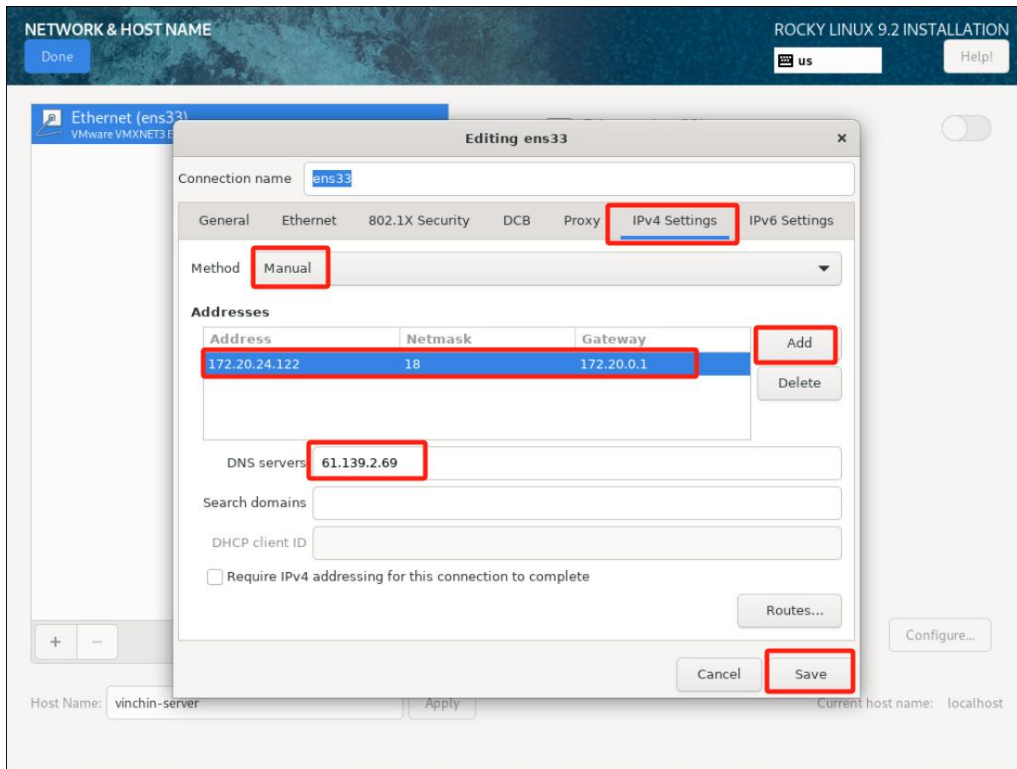 NETWORK & HOST NAME
ROCKY LINUX 9.2 INSTALLATION
Done
us
Help!
Ethernet (ens33)
VMware VMXNET3 E
Editing ens33
Connection name ens33
General Ethernet 802.1X Security DCB Proxy IPv4 Settings IPv6 Settings
Method Manual
Addresses
Address Netmask Gateway
Add
172.20.24.122 18 172.20.0.1
Delete
DNS servers 61.139.2.69
Search domains
DHCP client ID
Require IPv4 addressing for this connection to complete
Routes...
+ − Configure...
Cancel Save
Host Name: vinchin-server Apply Current host name: localhost